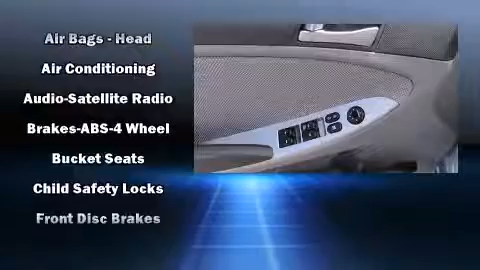 Air Bags - Head
Air Conditioning
Audio-Satellite Radio
Brakes-ABS-4 Wheel
Bucket Seats
Child Safety Locks
Front Disc Brakes